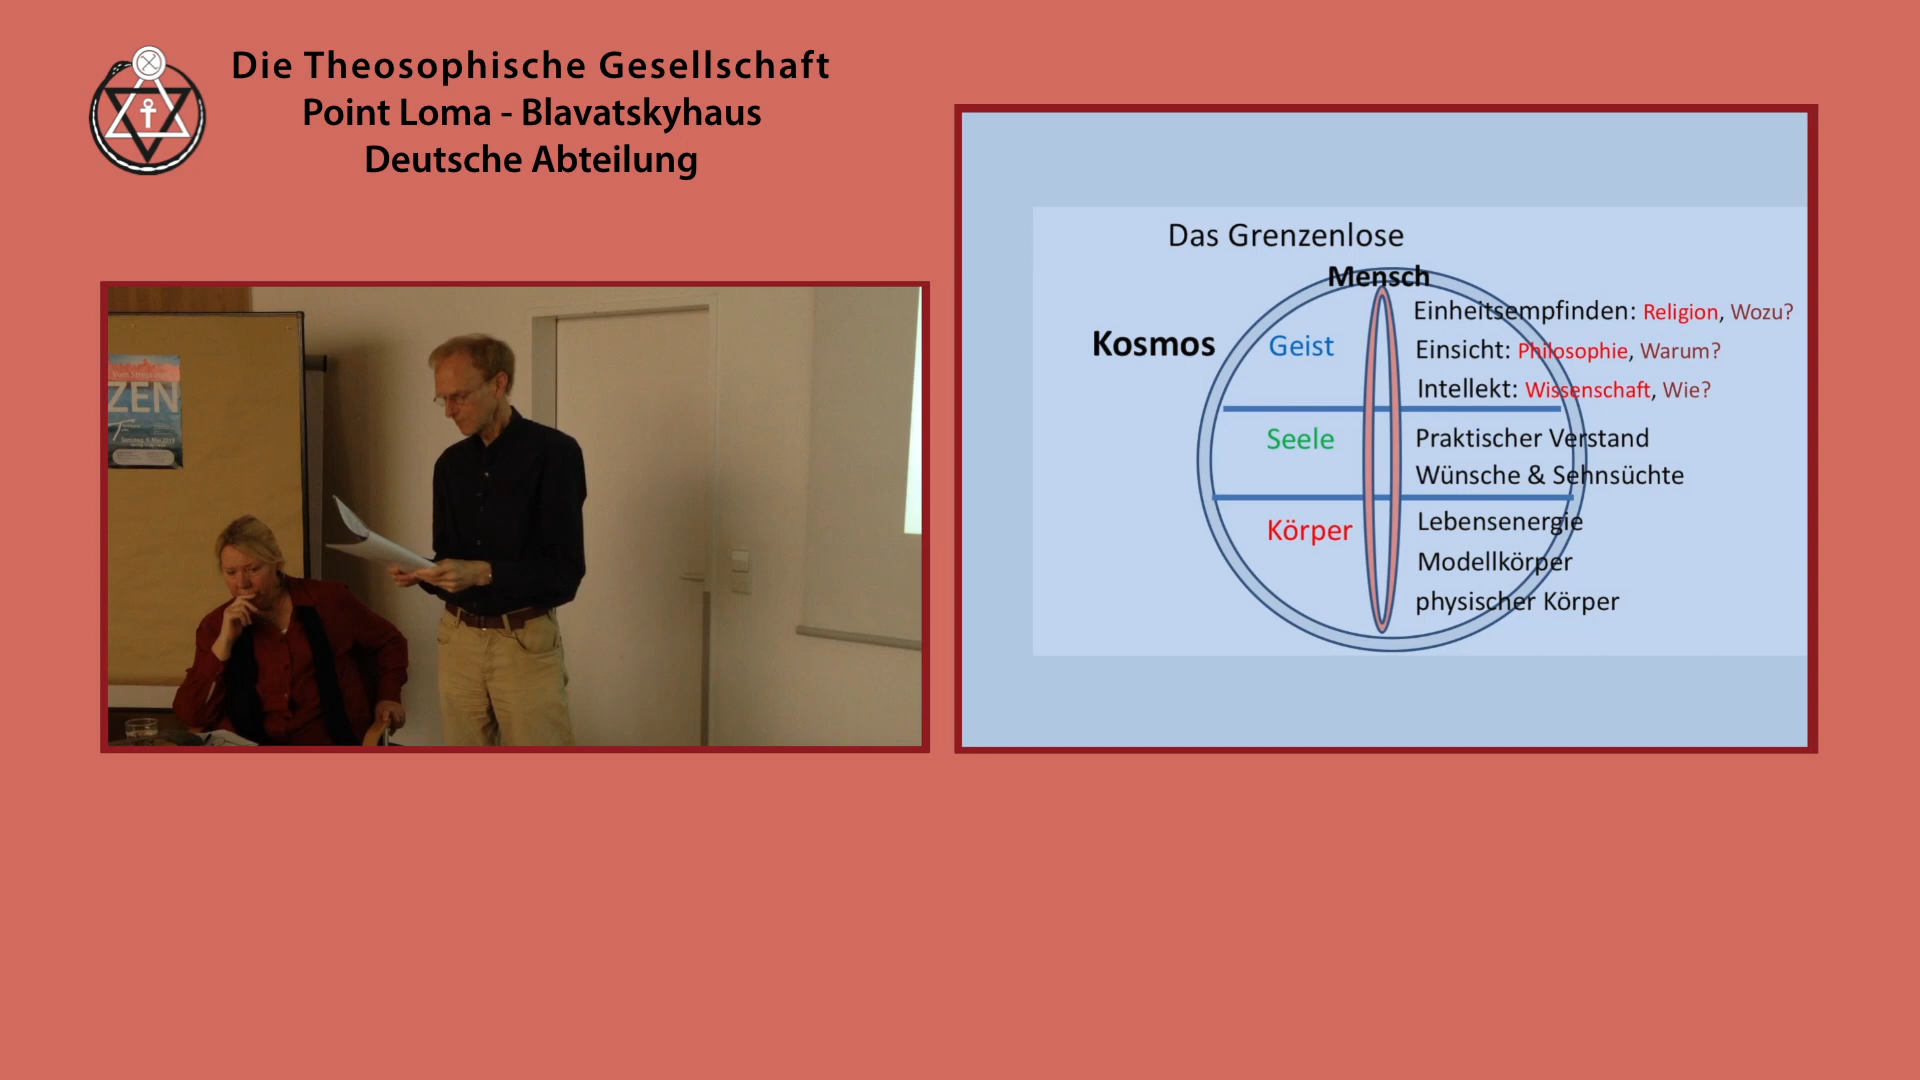 Die Theosophische Gesellschaft
Point Loma - Blavatskyhaus
Deutsche Abteilung
ZEN
Das Grenzenlose
Mensch
Kosmos
Geist
Einheitsempfinden: Religion, Wozu?
Einsicht: Philosophie, Warum?
Intellekt: Wissenschaft, Wie?
Seele
Praktischer Verstand
Wünsche & Sehnsüchte
Körper
Lebensenergie
Modellkörper
physischer Körper